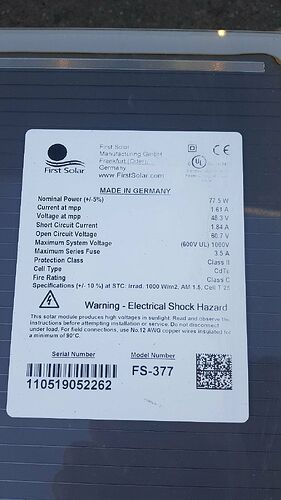 First Solar
First Solar
Manufacturing GmbH
Frankfurt (Oder),
Germany
www.FirstSolar.com
UL
CE
MADE IN GERMANY
Nominal Power (+/-5%) 77.5 W
Current at mpp 1.61 A
Voltage at mpp 48.3 V
Short Circuit Current 1.84 A
Open Circuit Voltage 60.7 V
Maximum System Voltage (600V UL) 1000V
Maximum Series Fuse 3.5 A
Protection Class Class II
Cell Type CdTe
Fire Rating Class C
Specifications (+/- 10 %) at STC: Irrad. 1000 W/m2, AM 1.5, Cell T 25
Warning - Electrical Shock Hazard
This solar module produces high voltages in sunlight. Read and observe the
instructions before attempting installation or service. Do not disconnect
under load. For field connections, use No.12 AWG copper wires insulated for
a minimum of 90°C.
Serial Number Model Number
110519052262
FS-377